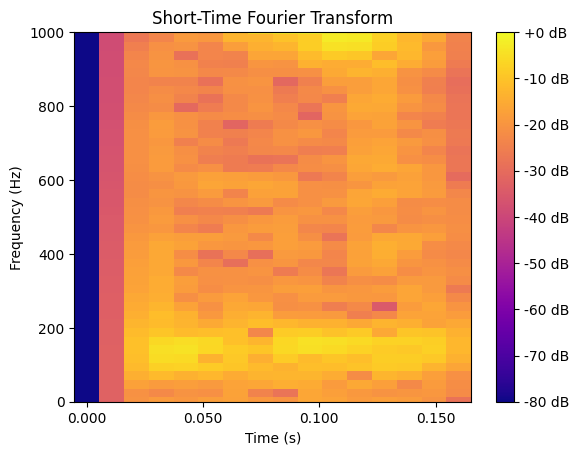 Short-Time Fourier Transform
Frequency (Hz)
1000
800
600
400
200
0
0.000
0.050
0.100
0.150
Time (s)
+0 dB
-10 dB
-20 dB
-30 dB
-40 dB
-50 dB
-60 dB
-70 dB
-80 dB